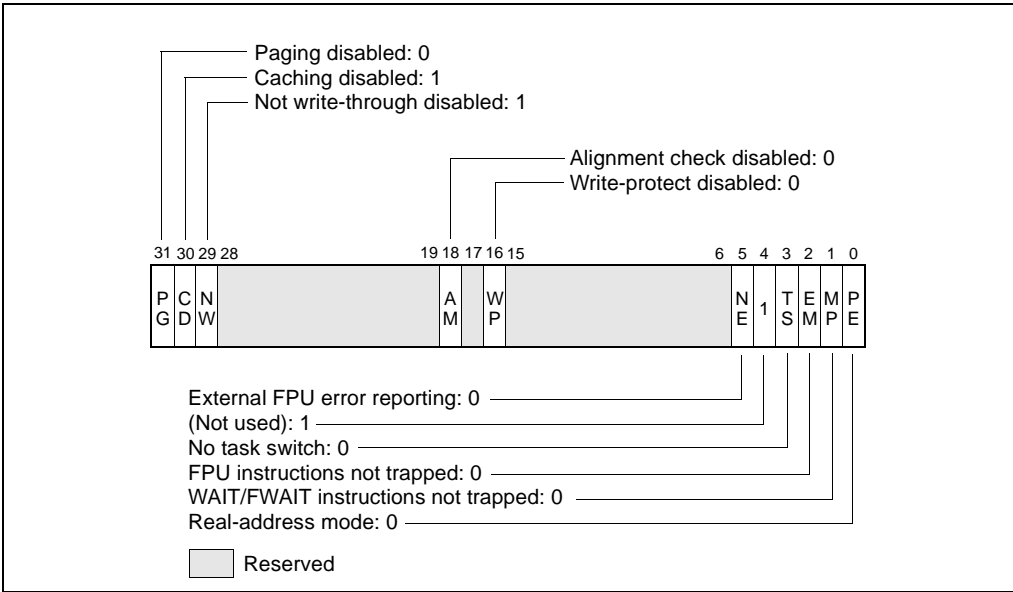 Paging disabled: 0
Caching disabled: 1
Not write-through disabled: 1
Alignment check disabled: 0
Write-protect disabled: 0
31 30 29 28 19 18 17 16 15 6 5 4 3 2 1 0
P G C D N W A M W P N E 1 T S E M M P P E
External FPU error reporting: 0
(Not used): 1
No task switch: 0
FPU instructions not trapped: 0
WAIT/FWAIT instructions not trapped: 0
Real-address mode: 0
Reserved